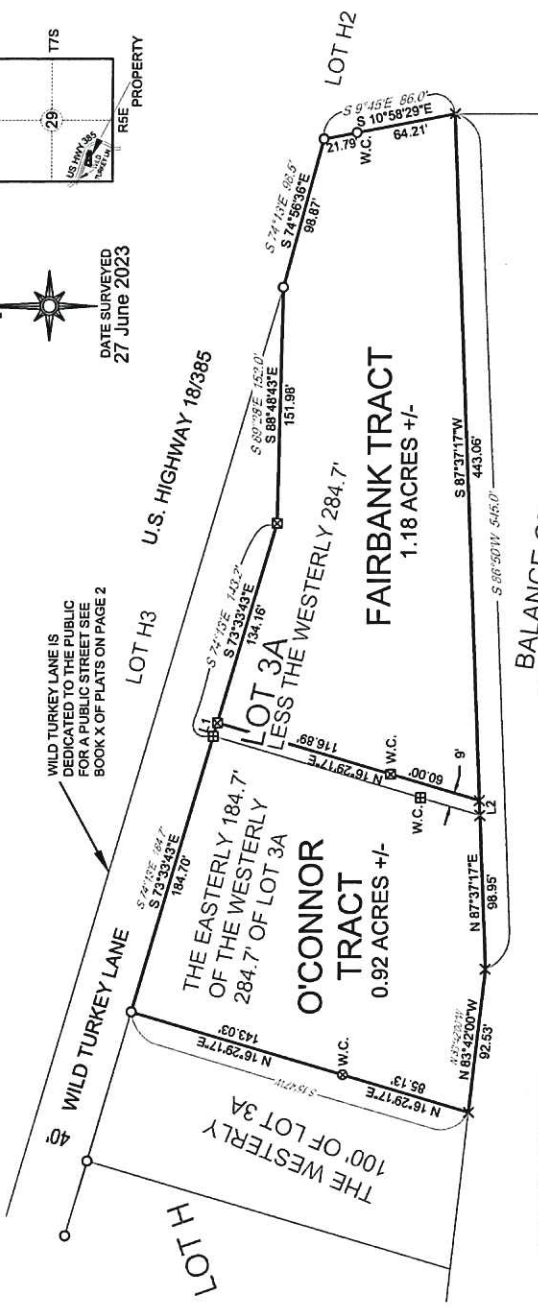 T7S
29
US HWY 385
R5E
PROPERTY
DATE SURVEYED
27 June 2023
WILD TURKEY LANE IS
DEDICATED TO THE PUBLIC
FOR A PUBLIC STREET SEE
BOOK X OF PLATS ON PAGE 2
LOT H3
U.S. HIGHWAY 18/385
LOT H2
40'
WILD TURKEY LANE
S 74°13'E 184.7'
S 73°33'43"E
184.70'
L1
S 74°13'E 143.2'
S 73°33'43"E
134.16'
S 89°28'E 152.0'
S 88°48'43"E
151.98'
S 74°13'E 98.5'
S 74°56'36"E
98.87'
S 9°45'E 86.0'
S 10°58'29"E
21.79'
W.C.
64.21'
LOT H
THE WESTERLY
100' OF LOT 3A
N 16°29'17"E
143.03'
W.C.
N 16°29'17"E
85.13'
THE EASTERLY 184.7'
OF THE WESTERLY
284.7' OF LOT 3A
O'CONNOR
TRACT
0.92 ACRES +/-
LOT 3A
LESS THE WESTERLY 284.7'
N 16°29'17"E
116.89'
W.C.
W.C.
60.00'
9'
L2
FAIRBANK TRACT
1.18 ACRES +/-
N 83°42'00"W
92.53'
N 87°37'17"E
98.95'
S 87°37'17"W
443.06'
S 86°50'W 545.0'